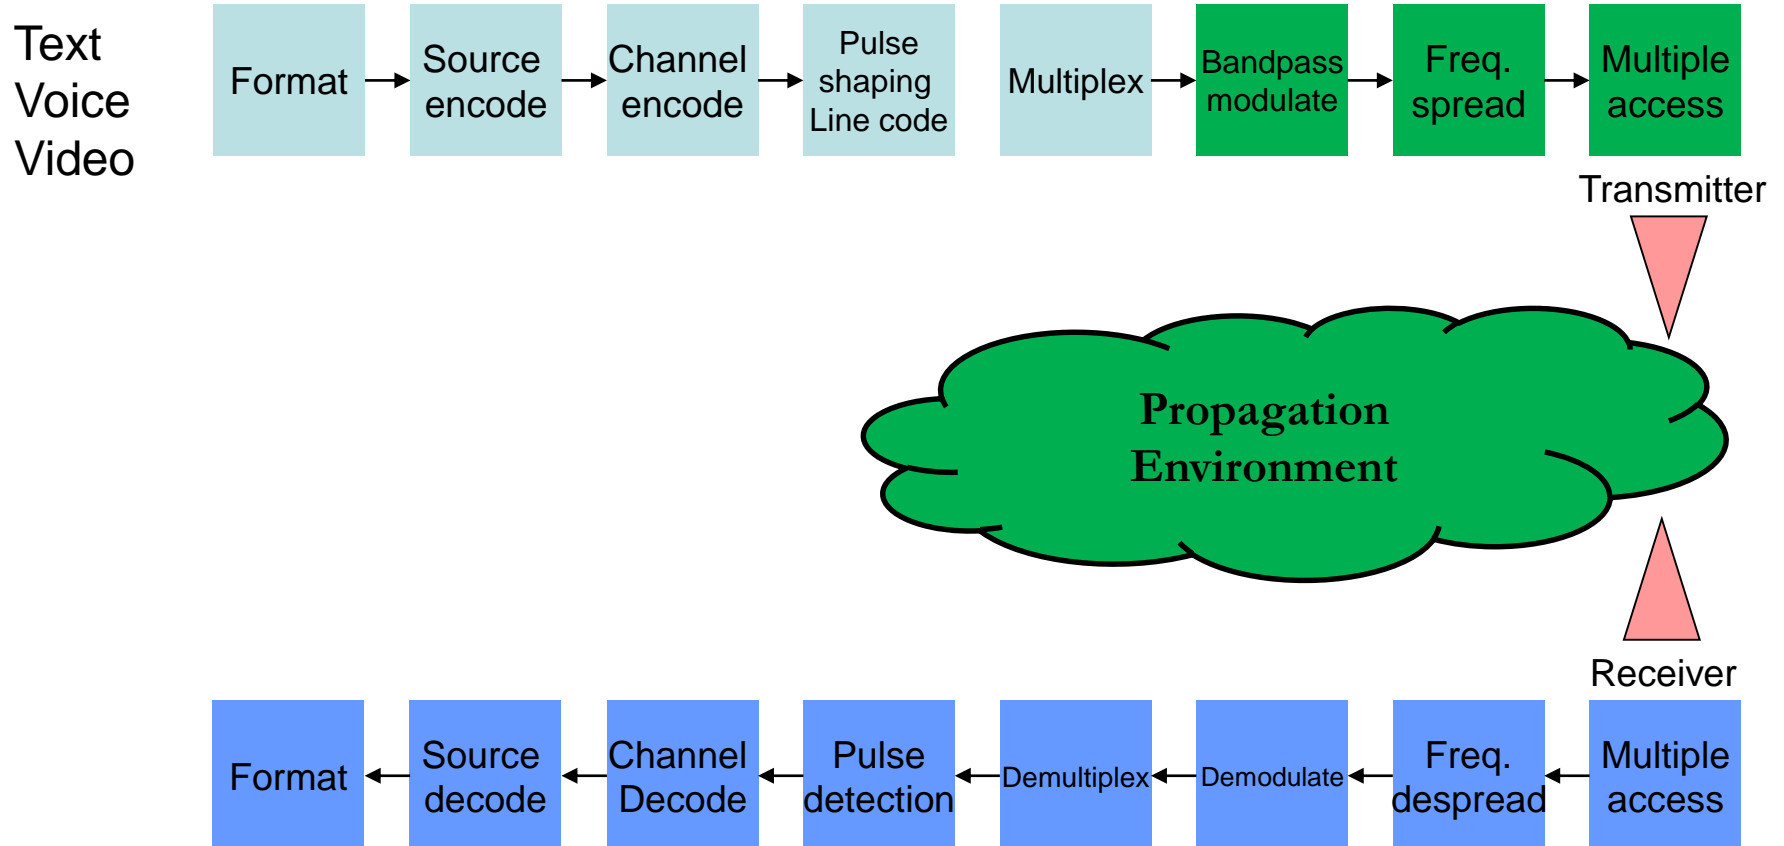 Text
Voice
Video
Format
Source
encode
Channel
encode
Pulse
shaping
Line code
Multiplex
Bandpass
modulate
Freq.
spread
Multiple
access
Transmitter
Propagation
Environment
Receiver
Format
Source
decode
Channel
Decode
Pulse
detection
Demultiplex
Demodulate
Freq.
despread
Multiple
access